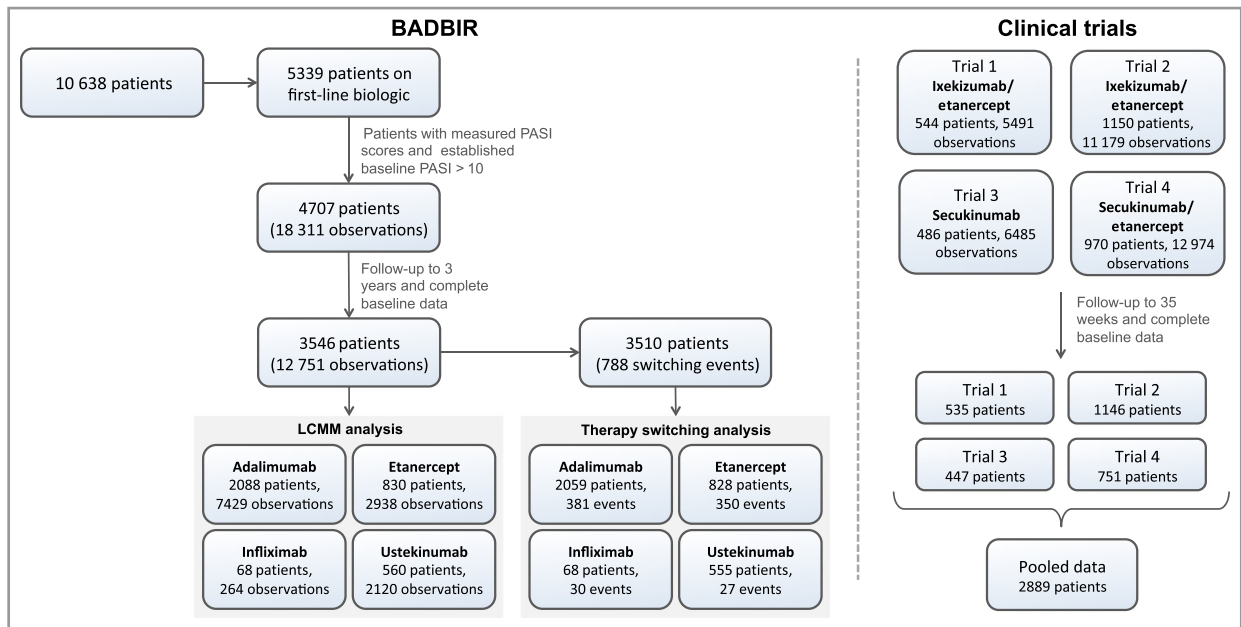 BADBIR
10 638 patients
5339 patients on
first-line biologic
Patients with measured PASI
scores and established
baseline PASI > 10
4707 patients
(18 311 observations)
Follow-up to 3
years and complete
baseline data
3546 patients
(12 751 observations)
3510 patients
(788 switching events)
LCMM analysis
Adalimumab
2088 patients,
7429 observations
Etanercept
830 patients,
2938 observations
Infliximab
68 patients,
264 observations
Ustekinumab
560 patients,
2120 observations
Therapy switching analysis
Adalimumab
2059 patients,
381 events
Etanercept
828 patients,
350 events
Infliximab
68 patients,
30 events
Ustekinumab
555 patients,
27 events
Clinical trials
Trial 1
Ixekizumab/
etanercept
544 patients, 5491
observations
Trial 2
Ixekizumab/
etanercept
1150 patients,
11 179 observations
Trial 3
Secukinumab
486 patients, 6485
observations
Trial 4
Secukinumab/
etanercept
970 patients, 12 974
observations
Follow-up to 35
weeks and complete
baseline data
Trial 1
535 patients
Trial 2
1146 patients
Trial 3
447 patients
Trial 4
751 patients
Pooled data
2889 patients